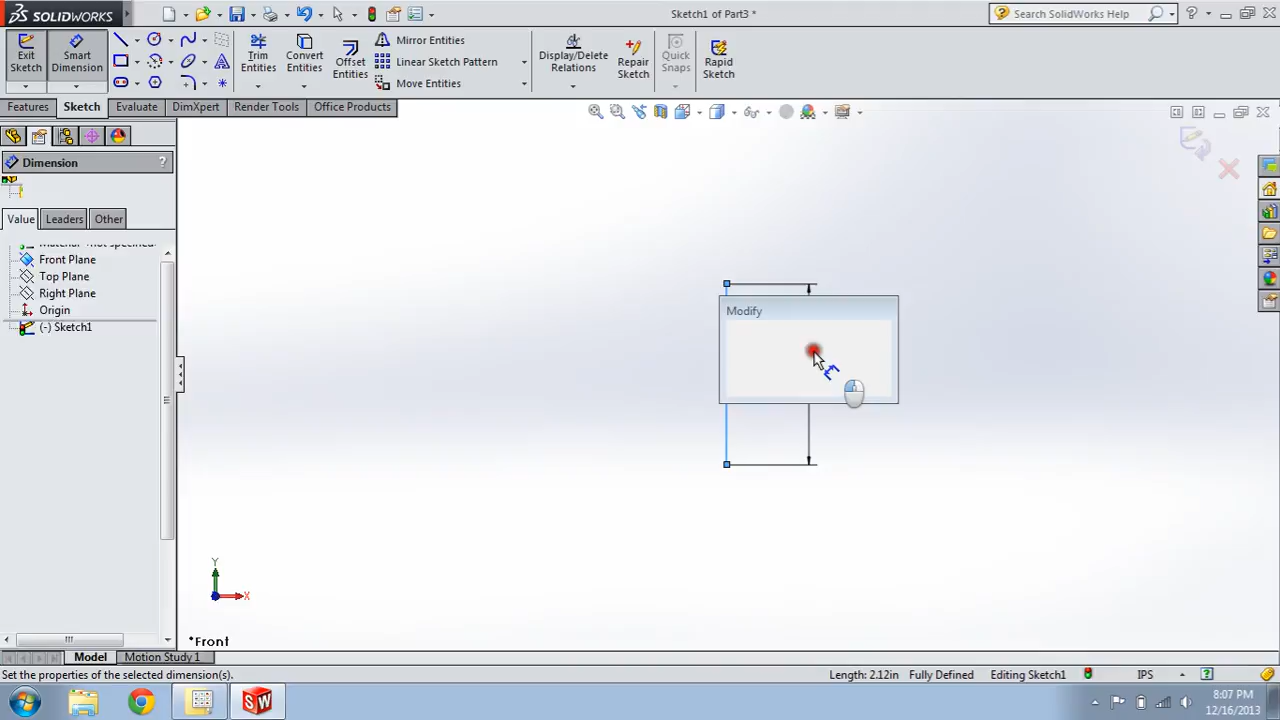 SOLIDWORKS
Sketch1 of Part3 *
Search SolidWorks Help
Exit Sketch
Smart Dimension
Trim Entities
Convert Entities
Offset Entities
Mirror Entities
Linear Sketch Pattern
Move Entities
Display/Delete Relations
Repair Sketch
Quick Snaps
Rapid Sketch
Features Sketch Evaluate DimXpert Render Tools Office Products
Dimension ?
Value Leaders Other
Material <not specified>
Front Plane
Top Plane
Right Plane
Origin
(-) Sketch1
Modify
Y
X
*Front
Model Motion Study 1
Set the properties of the selected dimension(s). Length: 2.12in Fully Defined Editing Sketch1 IPS ?
SW
8:07 PM
12/16/2013